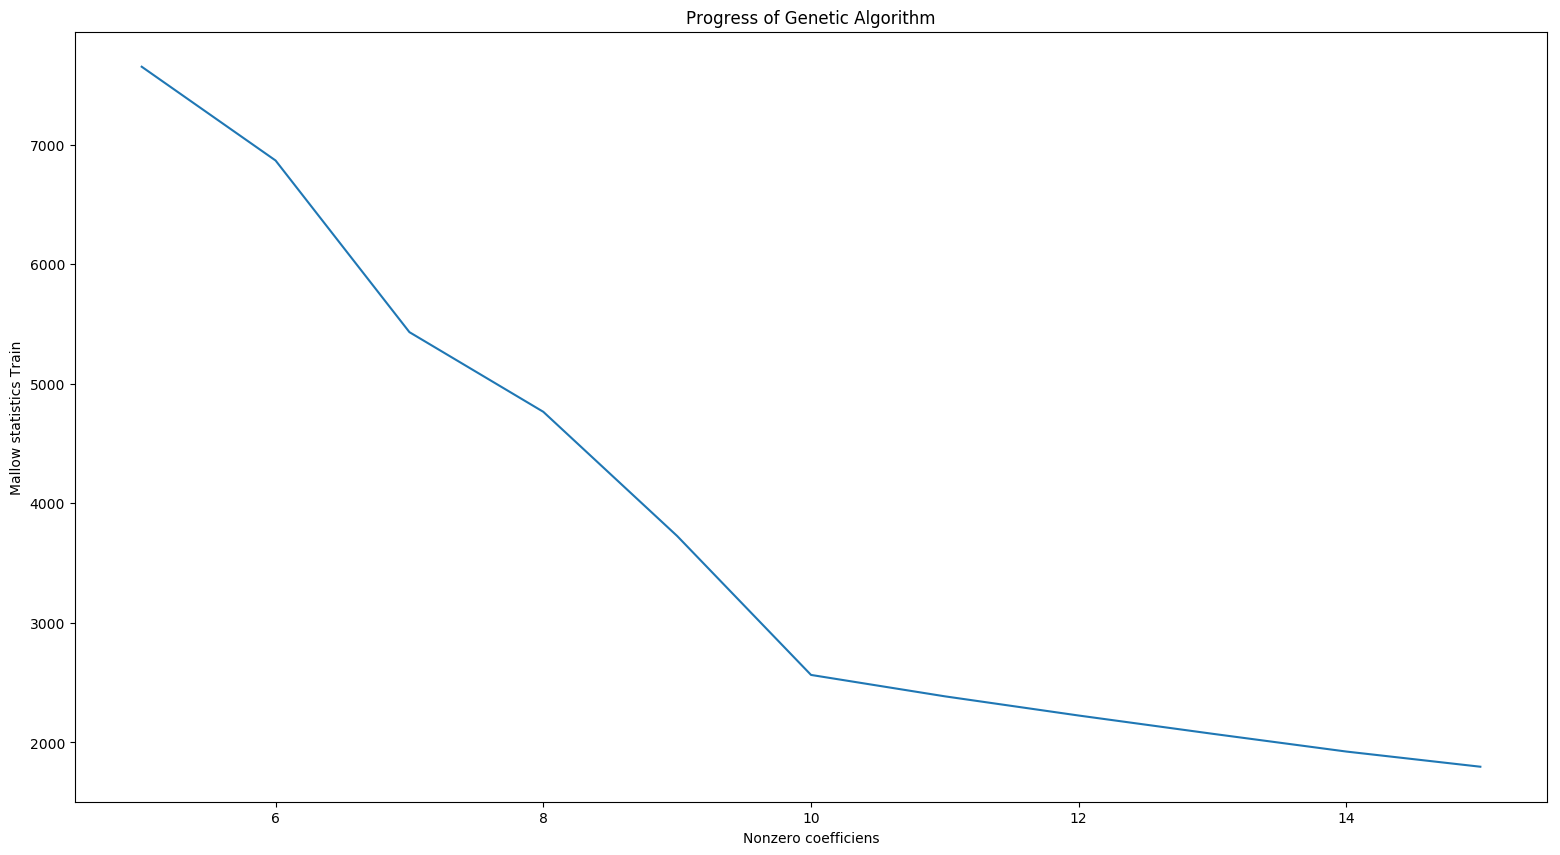 Progress of Genetic Algorithm
7000
6000
5000
4000
3000
2000
Mallow statistics Train
6 8 10 12 14
Nonzero coefficiens